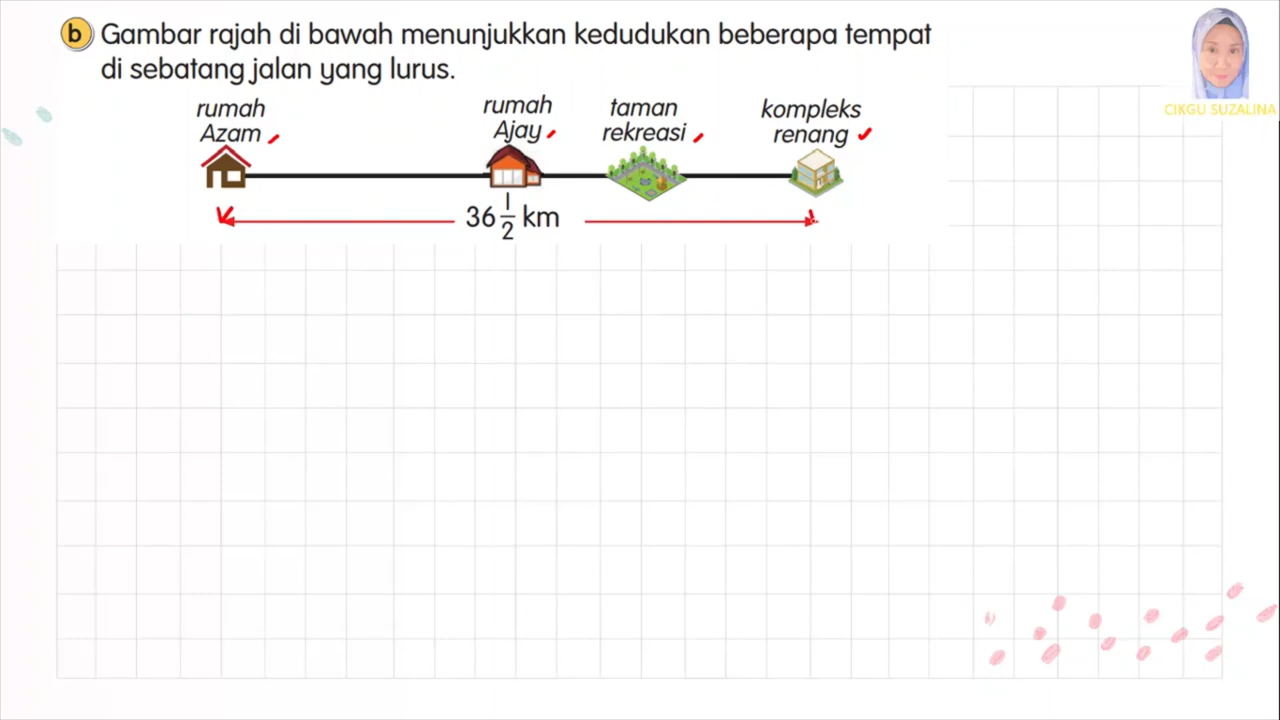 b Gambar rajah di bawah menunjukkan kedudukan beberapa tempat
di sebatang jalan yang lurus.
rumah Azam
rumah Ajay
taman rekreasi
kompleks renang
36 1/2 km
CIKGU SUZALINA